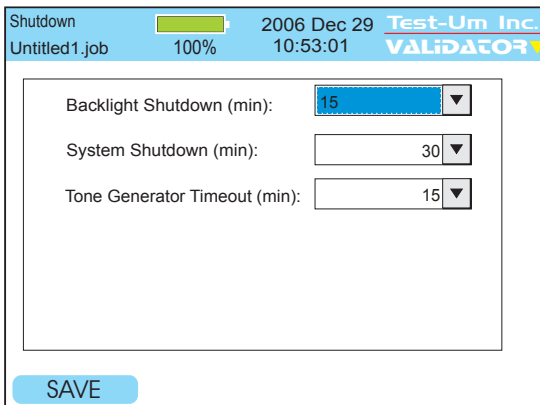 Shutdown
Untitled1.job
100%
2006 Dec 29
10:53:01
Test-Um Inc.
VALiDATOR
Backlight Shutdown (min): 15
System Shutdown (min): 30
Tone Generator Timeout (min): 15
SAVE